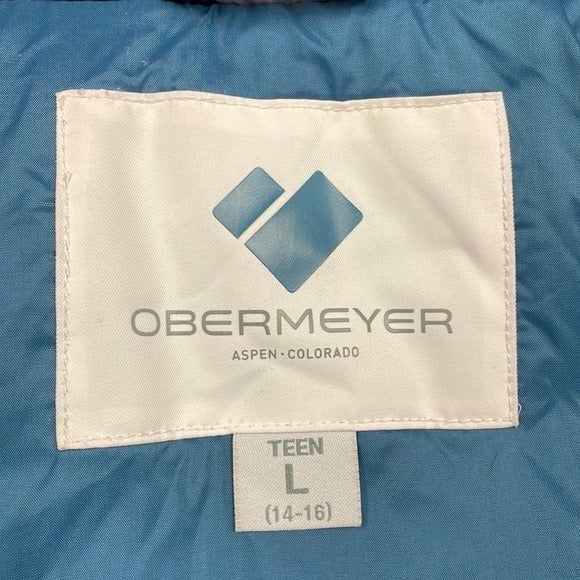 OBERMEYER
ASPEN · COLORADO
TEEN
L
(14-16)